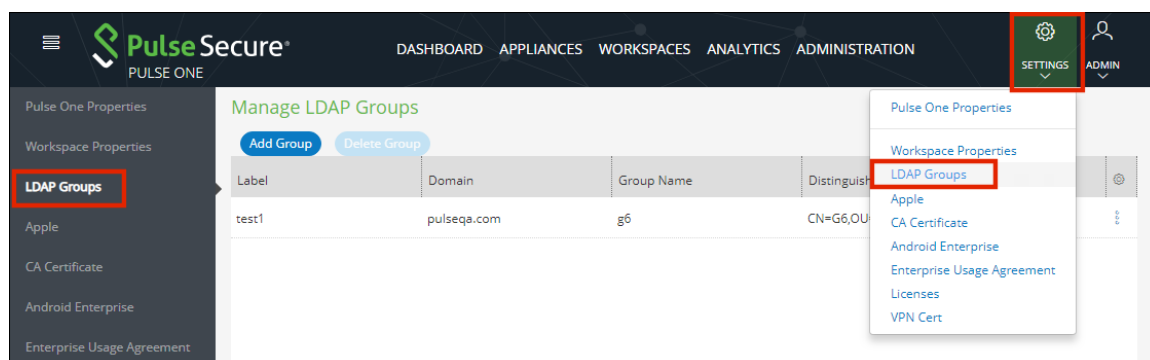 Pulse Secure
PULSE ONE
DASHBOARD APPLIANCES WORKSPACES ANALYTICS ADMINISTRATION
SETTINGS
ADMIN
Pulse One Properties
Workspace Properties
LDAP Groups
Apple
CA Certificate
Android Enterprise
Enterprise Usage Agreement
Manage LDAP Groups
Add Group Delete Group
Label Domain Group Name Distinguish
test1 pulseqa.com g6 CN=G6,OU=
Pulse One Properties
Workspace Properties
LDAP Groups
Apple
CA Certificate
Android Enterprise
Enterprise Usage Agreement
Licenses
VPN Cert